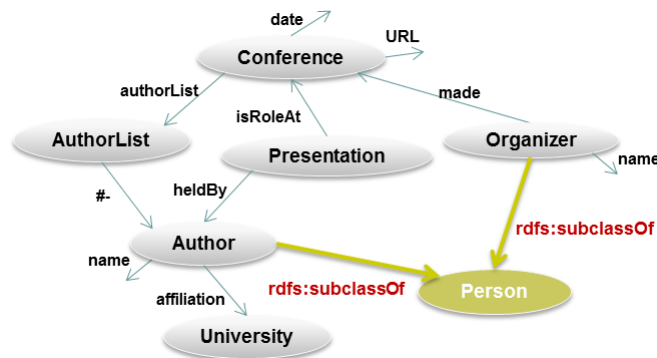 date
URL
Conference
authorList
made
isRoleAt
AuthorList
Presentation
Organizer
name
#-
heldBy
rdfs:subclassOf
Author
name
rdfs:subclassOf
Person
affiliation
University